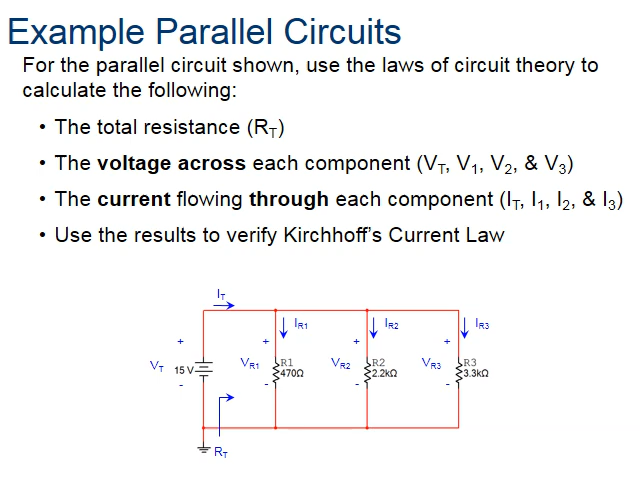 Example Parallel Circuits
For the parallel circuit shown, use the laws of circuit theory to
calculate the following:
• The total resistance (RT)
• The voltage across each component (VT, V1, V2, & V3)
• The current flowing through each component (IT, I1, I2, & I3)
• Use the results to verify Kirchhoff's Current Law
IT
IR1 IR2 IR3
+ + + +
VT 15 V VR1 R1 VR2 R2 VR3 R3
470Ω 2.2kΩ 3.3kΩ
- - - -
RT